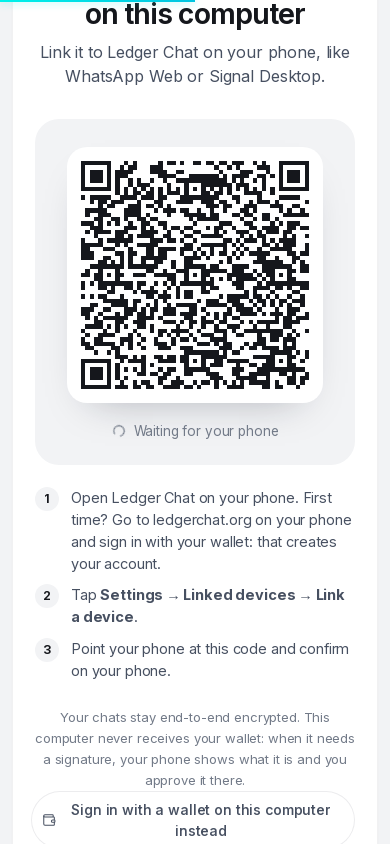 on this computer
Link it to Ledger Chat on your phone, like
WhatsApp Web or Signal Desktop.
Waiting for your phone
1 Open Ledger Chat on your phone. First
time? Go to ledgerchat.org on your phone
and sign in with your wallet: that creates
your account.
2 Tap Settings → Linked devices → Link
a device.
3 Point your phone at this code and confirm
on your phone.
Your chats stay end-to-end encrypted. This
computer never receives your wallet: when it needs
a signature, your phone shows what it is and you
approve it there.
Sign in with a wallet on this computer
instead